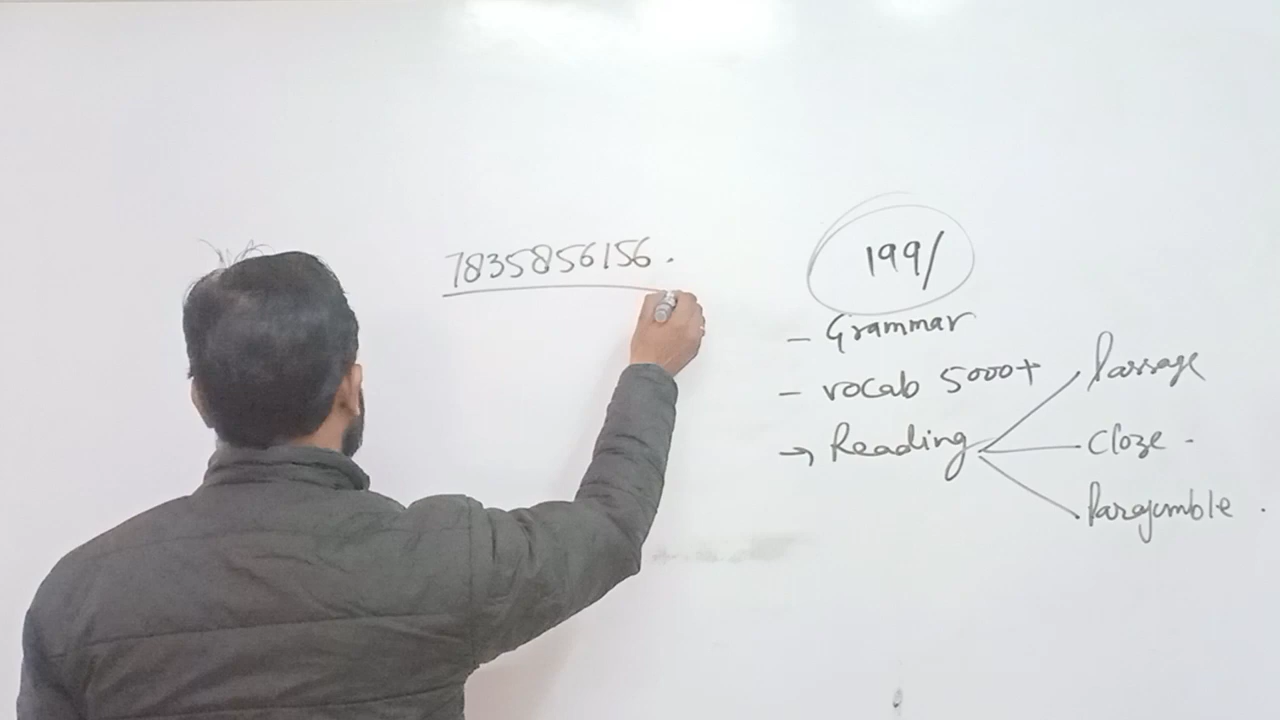 7835856156.
199/
- Grammar
- vocab 5000+
→ Reading
Passage
Cloze.
Parajumble.